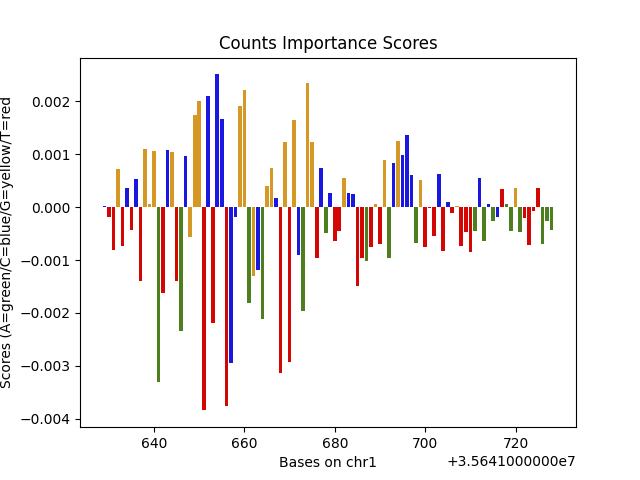 Counts Importance Scores
Scores (A=green/C=blue/G=yellow/T=red
0.002
0.001
0.000
−0.001
−0.002
−0.003
−0.004
640 660 680 700 720
Bases on chr1
+3.5641000000e7